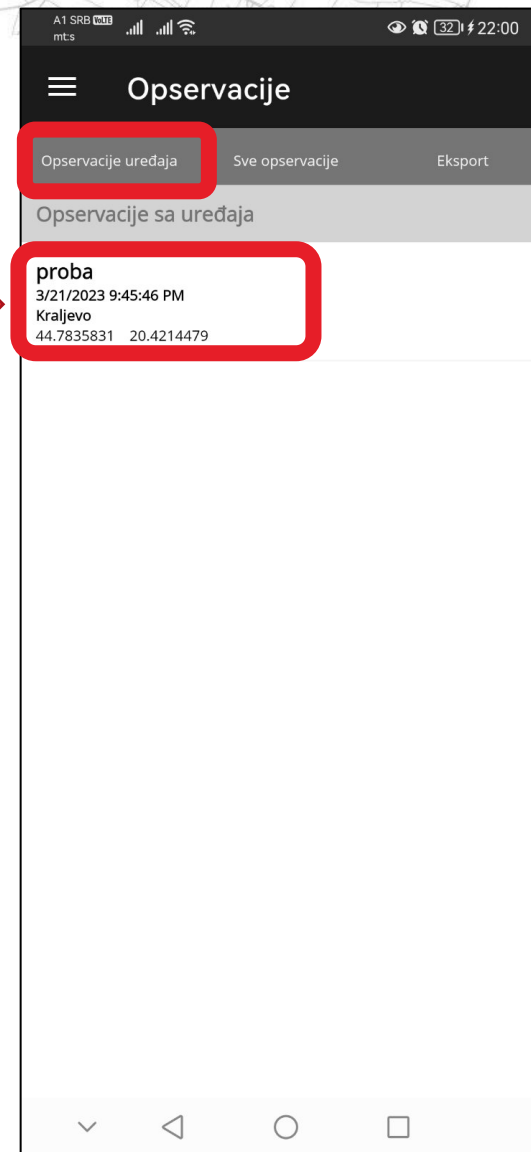 A1 SRB VoLTE
mt:s
32 22:00
Opservacije
Opservacije uređaja Sve opservacije Eksport
Opservacije sa uređaja
proba
3/21/2023 9:45:46 PM
Kraljevo
44.7835831 20.4214479